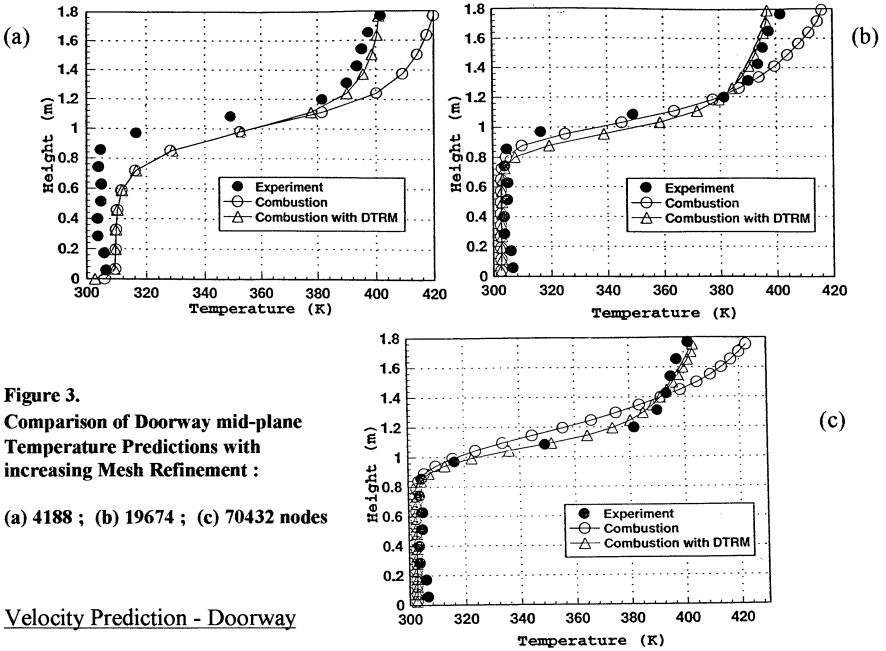 (a)
Height (m)
1.8
1.6
1.4
1.2
1
0.8
0.6
0.4
0.2
0
Experiment
Combustion
Combustion with DTRM
300 320 340 360 380 400 420
Temperature (K)
(b)
Height (m)
1.8
1.6
1.4
1.2
1
0.8
0.6
0.4
0.2
0
Experiment
Combustion
Combustion with DTRM
300 320 340 360 380 400 420
Temperature (K)
Figure 3.
Comparison of Doorway mid-plane
Temperature Predictions with
increasing Mesh Refinement :
(a) 4188 ; (b) 19674 ; (c) 70432 nodes
Velocity Prediction - Doorway
(c)
Height (m)
1.8
1.6
1.4
1.2
1
0.8
0.6
0.4
0.2
0
Experiment
Combustion
Combustion with DTRM
300 320 340 360 380 400 420
Temperature (K)